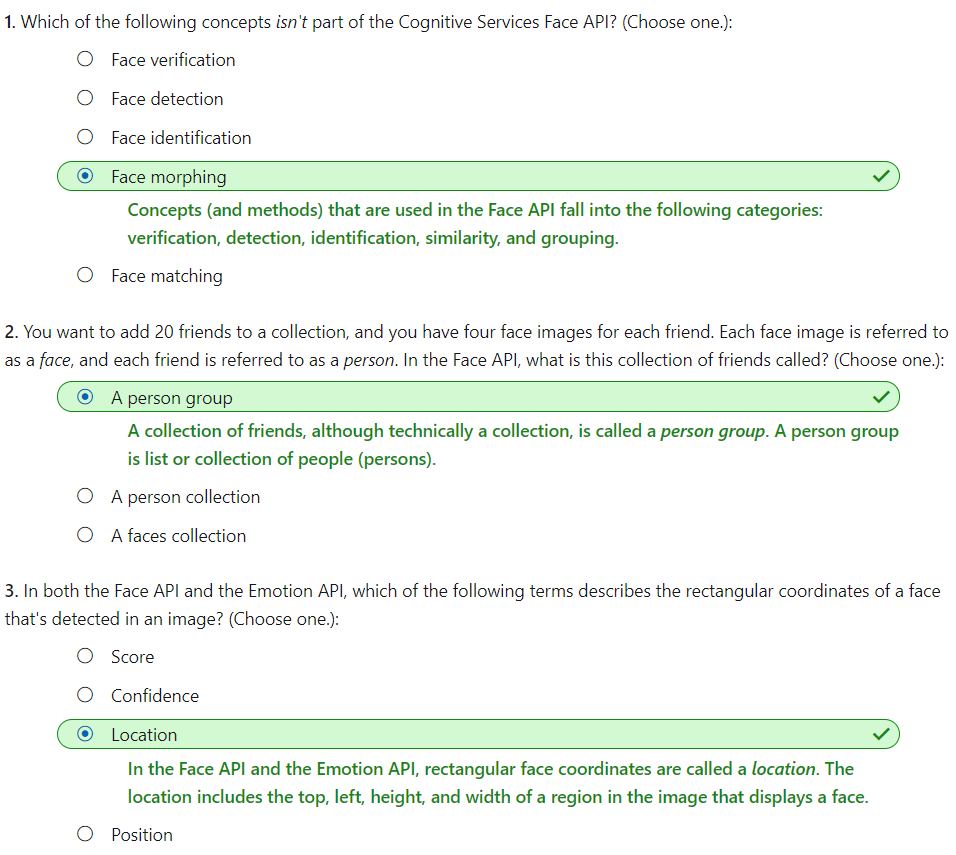 1. Which of the following concepts isn't part of the Cognitive Services Face API? (Choose one.):
Face verification
Face detection
Face identification
Face morphing
Concepts (and methods) that are used in the Face API fall into the following categories:
verification, detection, identification, similarity, and grouping.
Face matching
2. You want to add 20 friends to a collection, and you have four face images for each friend. Each face image is referred to
as a face, and each friend is referred to as a person. In the Face API, what is this collection of friends called? (Choose one.):
A person group
A collection of friends, although technically a collection, is called a person group. A person group
is list or collection of people (persons).
A person collection
A faces collection
3. In both the Face API and the Emotion API, which of the following terms describes the rectangular coordinates of a face
that's detected in an image? (Choose one.):
Score
Confidence
Location
In the Face API and the Emotion API, rectangular face coordinates are called a location. The
location includes the top, left, height, and width of a region in the image that displays a face.
Position